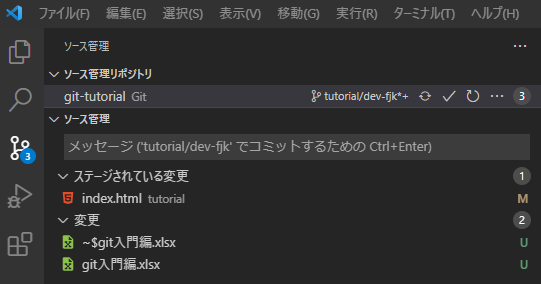 ファイル(F) 編集(E) 選択(S) 表示(V) 移動(G) 実行(R) ターミナル(T) ヘルプ(H)
ソース管理 ...
ソース管理リポジトリ
git-tutorial Git tutorial/dev-fjk*+ ... 3
ソース管理
メッセージ ('tutorial/dev-fjk' でコミットするための Ctrl+Enter)
3
ステージされている変更 1
index.html tutorial M
変更 2
~$git入門編.xlsx U
git入門編.xlsx U